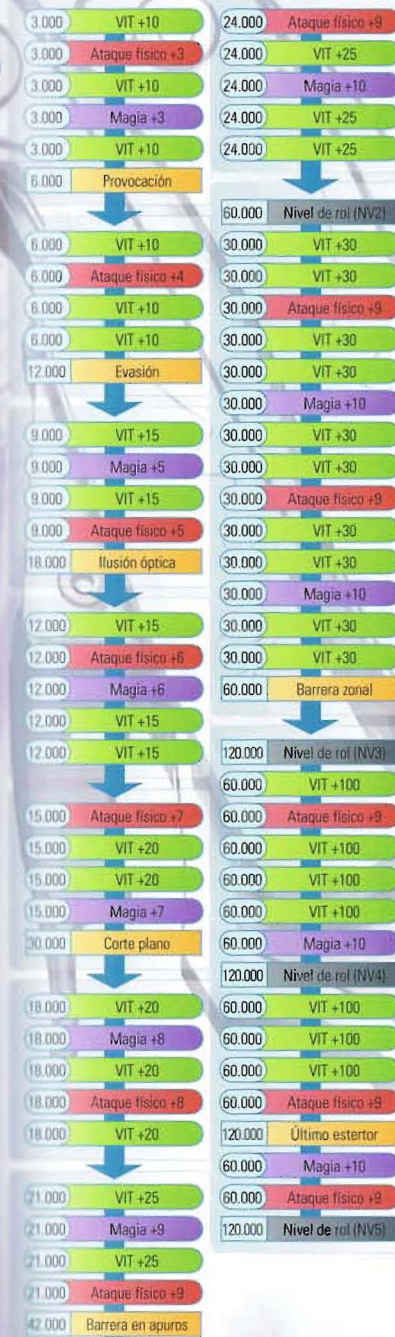 3.000 VIT +10
3.000 Ataque físico +3
3.000 VIT +10
3.000 Magia +3
3.000 VIT +10
6.000 Provocación
6.000 VIT +10
6.000 Ataque físico +4
6.000 VIT +10
6.000 VIT +10
12.000 Evasión
9.000 VIT +15
9.000 Magia +5
9.000 VIT +15
9.000 Ataque físico +5
18.000 Ilusión óptica
12.000 VIT +15
12.000 Ataque físico +6
12.000 Magia +6
12.000 VIT +15
12.000 VIT +15
15.000 Ataque físico +7
15.000 VIT +20
15.000 VIT +20
15.000 Magia +7
30.000 Corte plano
18.000 VIT +20
18.000 Magia +8
18.000 VIT +20
18.000 Ataque físico +8
18.000 VIT +20
21.000 VIT +25
21.000 Magia +9
21.000 VIT +25
21.000 Ataque físico +9
42.000 Barrera en apuros
24.000 Ataque físico +9
24.000 VIT +25
24.000 Magia +10
24.000 VIT +25
24.000 VIT +25
60.000 Nivel de rol (NV2)
30.000 VIT +30
30.000 VIT +30
30.000 Ataque físico +9
30.000 VIT +30
30.000 VIT +30
30.000 Magia +10
30.000 VIT +30
30.000 VIT +30
30.000 Ataque físico +9
30.000 VIT +30
30.000 VIT +30
30.000 Magia +10
30.000 VIT +30
30.000 VIT +30
60.000 Barrera zonal
120.000 Nivel de rol (NV3)
60.000 VIT +100
60.000 Ataque físico +9
60.000 VIT +100
60.000 VIT +100
60.000 VIT +100
60.000 Magia +10
120.000 Nivel de rol (NV4)
60.000 VIT +100
60.000 VIT +100
60.000 VIT +100
60.000 Ataque físico +9
120.000 Último estertor
60.000 Magia +10
60.000 Ataque físico +9
120.000 Nivel de rol (NV5)